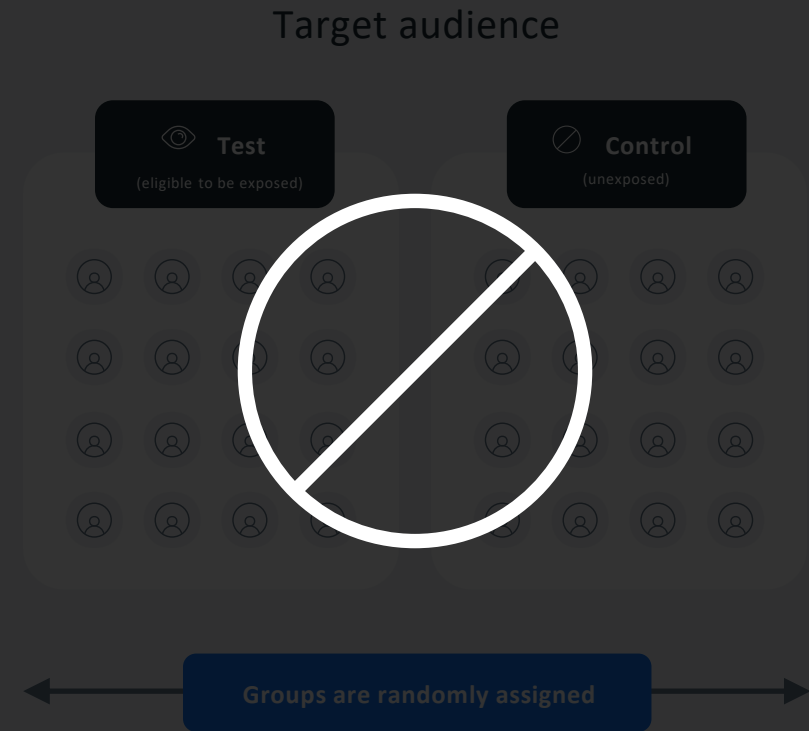 Target audience
Test
(eligible to be exposed)
Control
(unexposed)
Groups are randomly assigned